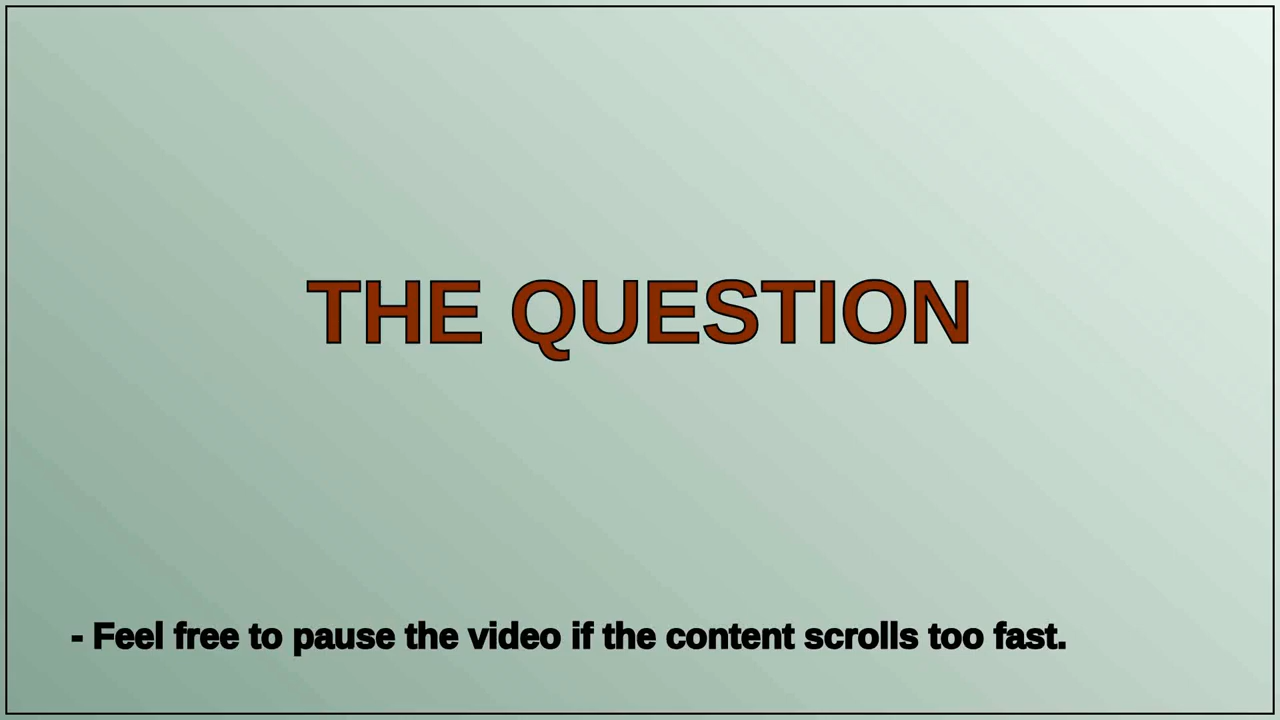 THE QUESTION
- Feel free to pause the video if the content scrolls too fast.